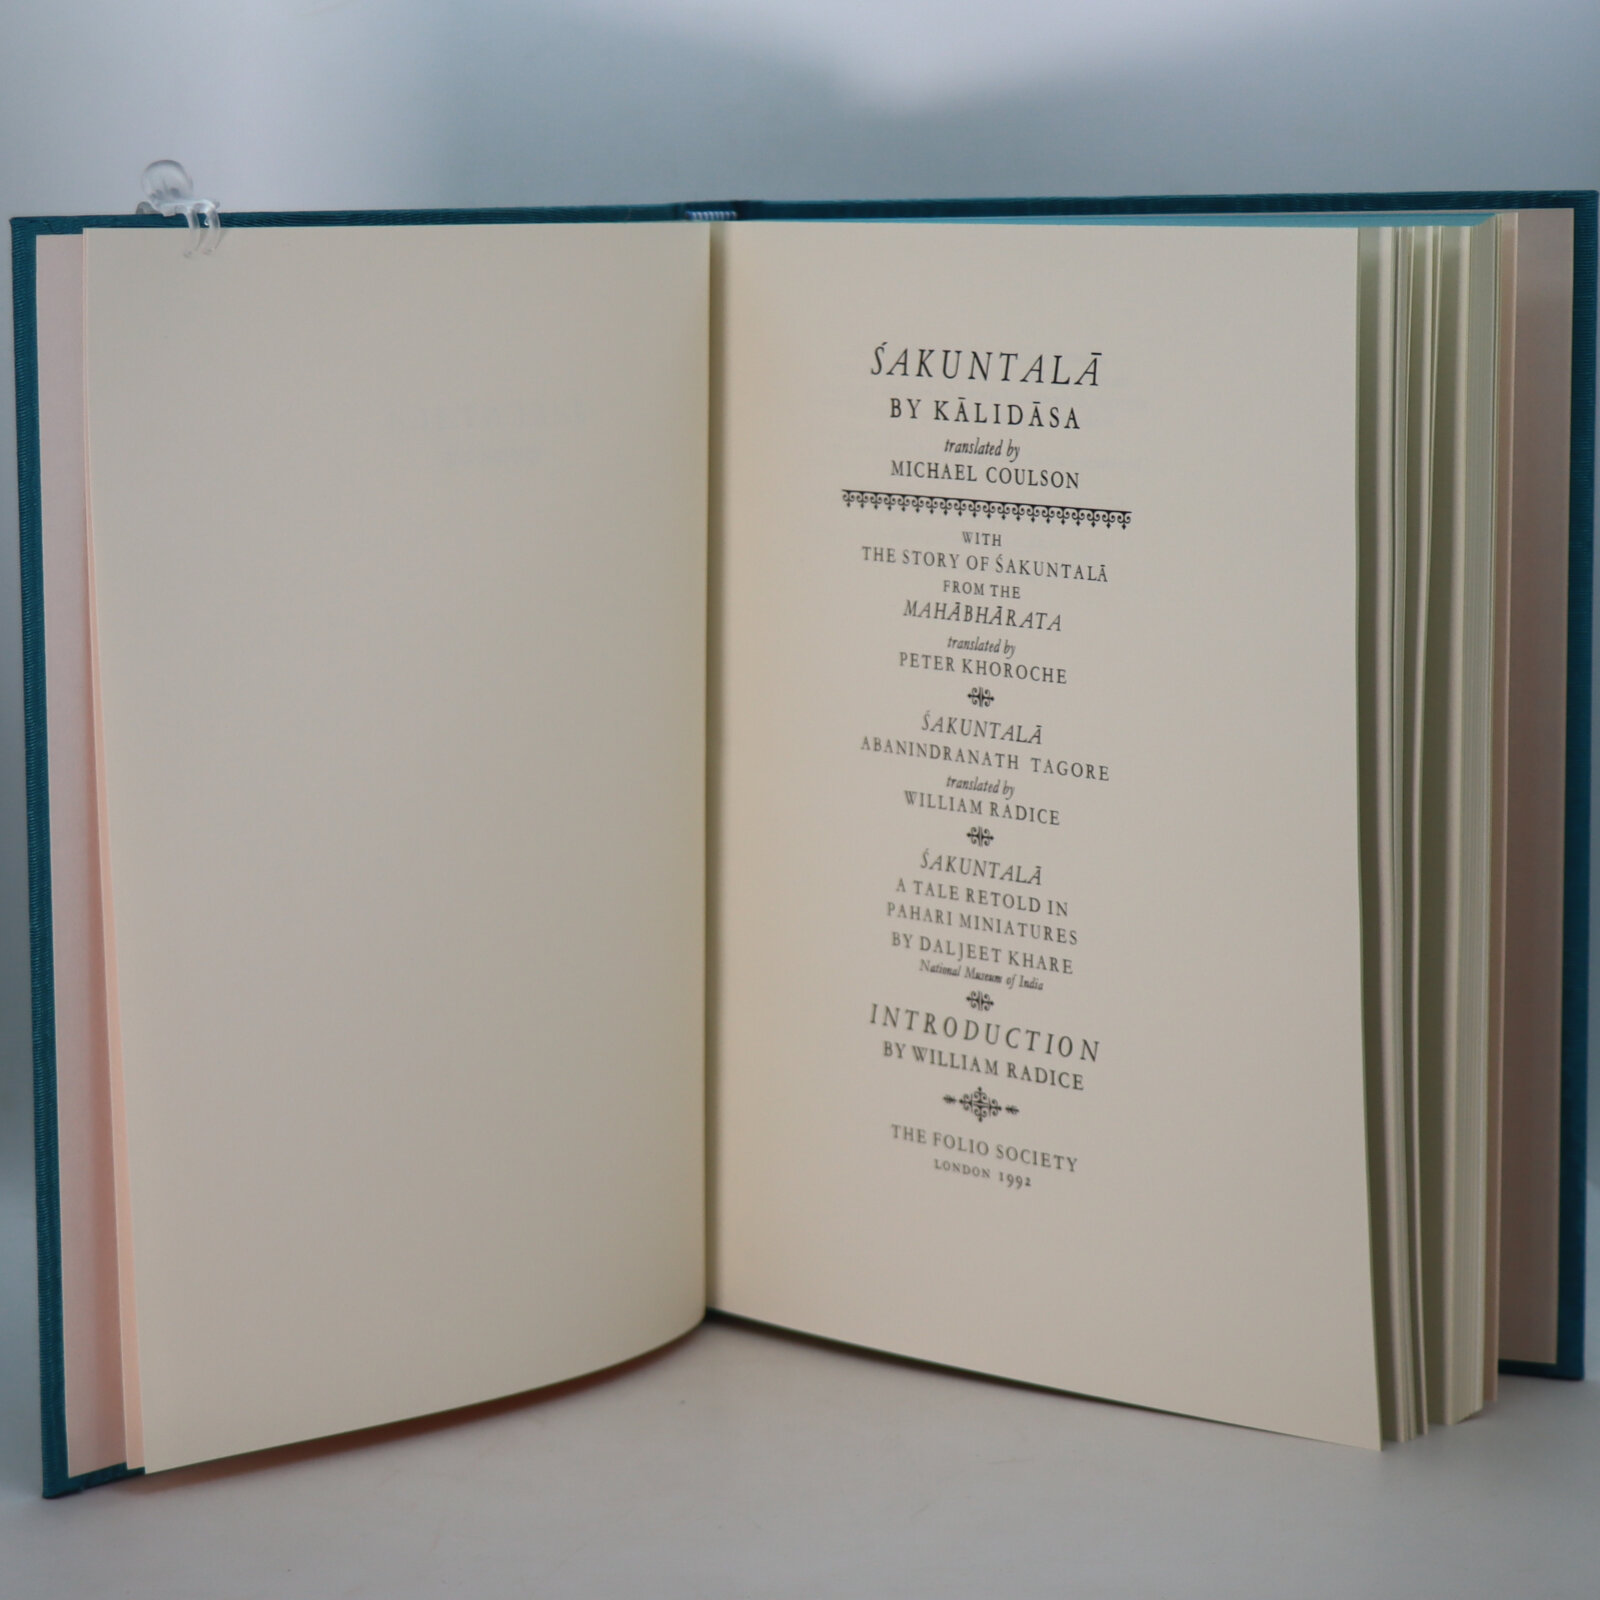 ŚAKUNTALĀ
BY KĀLIDĀSA
translated by
MICHAEL COULSON
WITH
THE STORY OF ŚAKUNTALĀ
FROM THE
MAHĀBHĀRATA
translated by
PETER KHOROCHE
ŚAKUNTALĀ
ABANINDRANATH TAGORE
translated by
WILLIAM RADICE
ŚAKUNTALĀ
A TALE RETOLD IN
PAHARI MINIATURES
BY DALJEET KHARE
National Museum of India
INTRODUCTION
BY WILLIAM RADICE
THE FOLIO SOCIETY
LONDON 1992